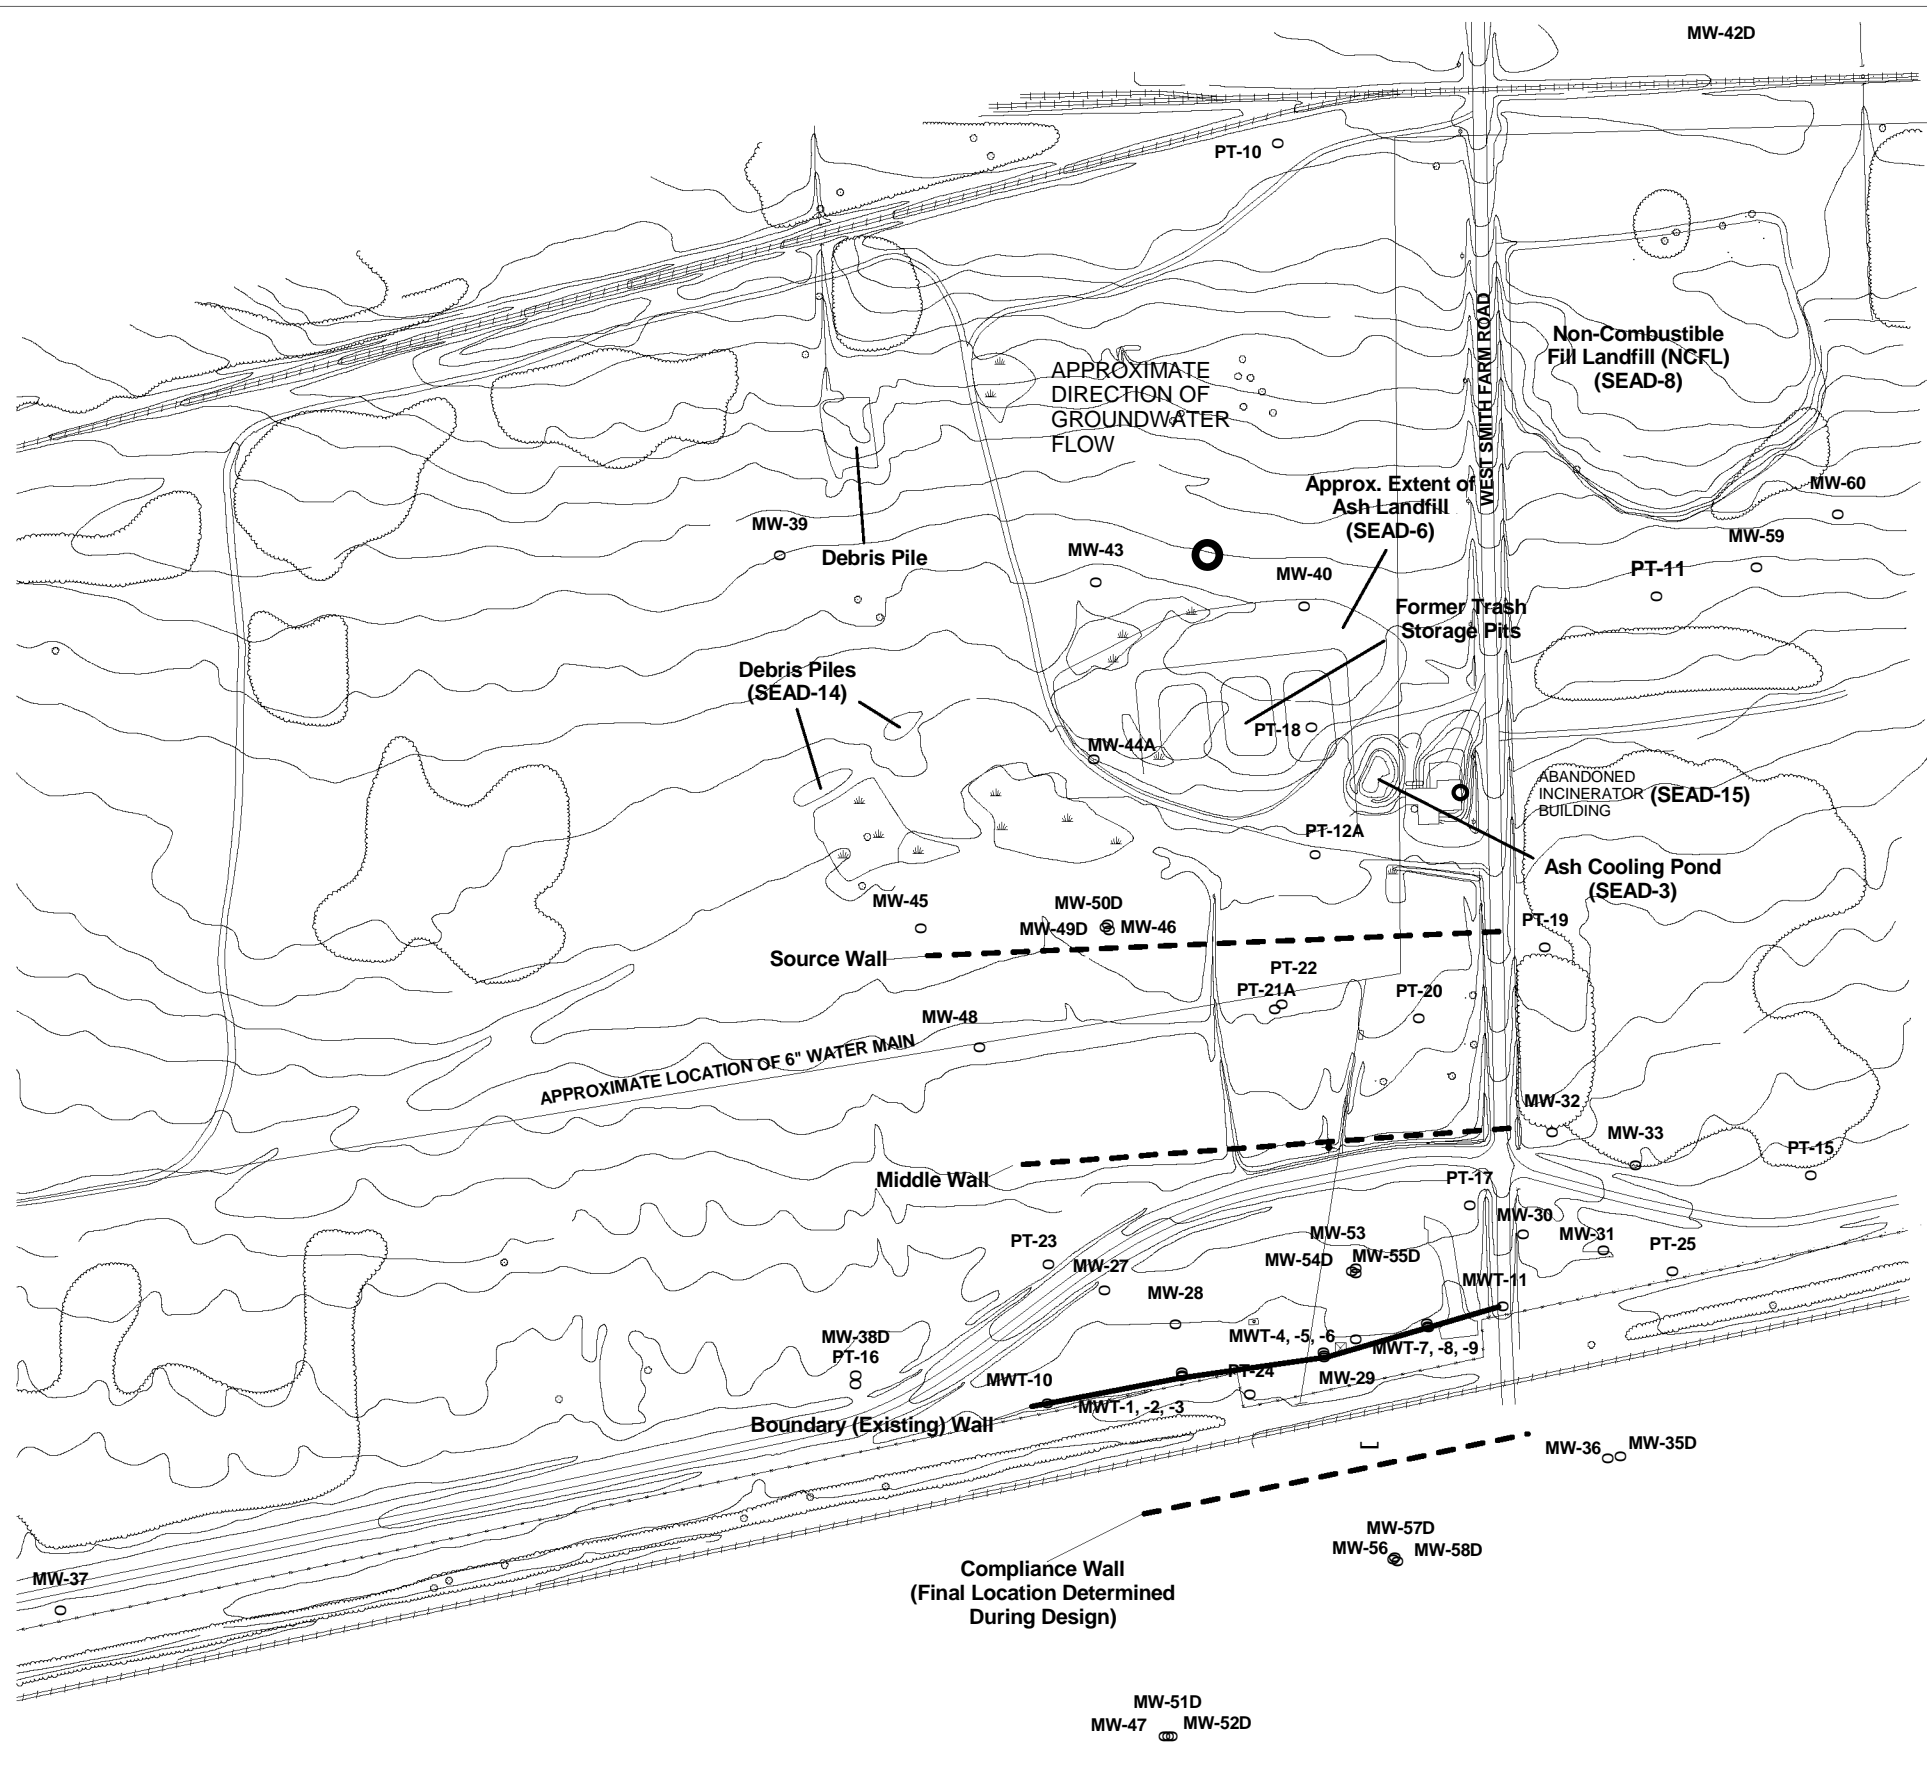 MW-42D
PT-10
WEST SMITH FARM ROAD
Non-Combustible
Fill Landfill (NCFL)
(SEAD-8)
APPROXIMATE
DIRECTION OF
GROUNDWATER
FLOW
Approx. Extent of
Ash Landfill
(SEAD-6)
MW-60
MW-39
MW-59
Debris Pile
MW-43
MW-40
PT-11
Former Trash
Storage Pits
Debris Piles
(SEAD-14)
PT-18
MW-44A
ABANDONED
INCINERATOR (SEAD-15)
BUILDING
PT-12A
Ash Cooling Pond
(SEAD-3)
MW-45
MW-50D
MW-49D
MW-46
PT-19
Source Wall
PT-22
PT-21A
PT-20
MW-48
APPROXIMATE LOCATION OF 6" WATER MAIN
MW-32
MW-33
PT-15
Middle Wall
PT-17
MW-30
MW-31
PT-25
PT-23
MW-53
MW-54D
MW-55D
MW-27
MWT-11
MW-28
MW-38D
PT-16
MWT-4, -5, -6
MWT-7, -8, -9
MWT-10
PT-24
MW-29
MWT-1, -2, -3
Boundary (Existing) Wall
MW-36
MW-35D
MW-57D
MW-56
MW-58D
Compliance Wall
(Final Location Determined
During Design)
MW-37
MW-51D
MW-47
MW-52D